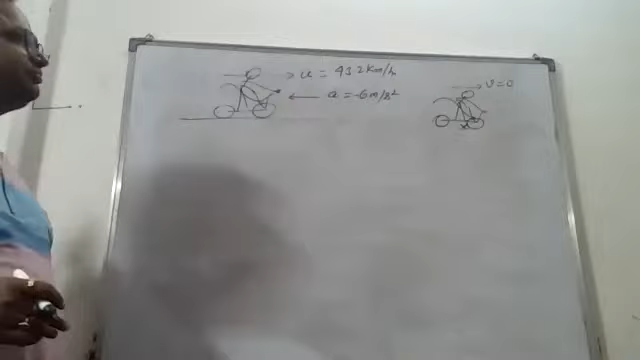 u = 43.2 km/h
a = -6 m/s²
v = 0